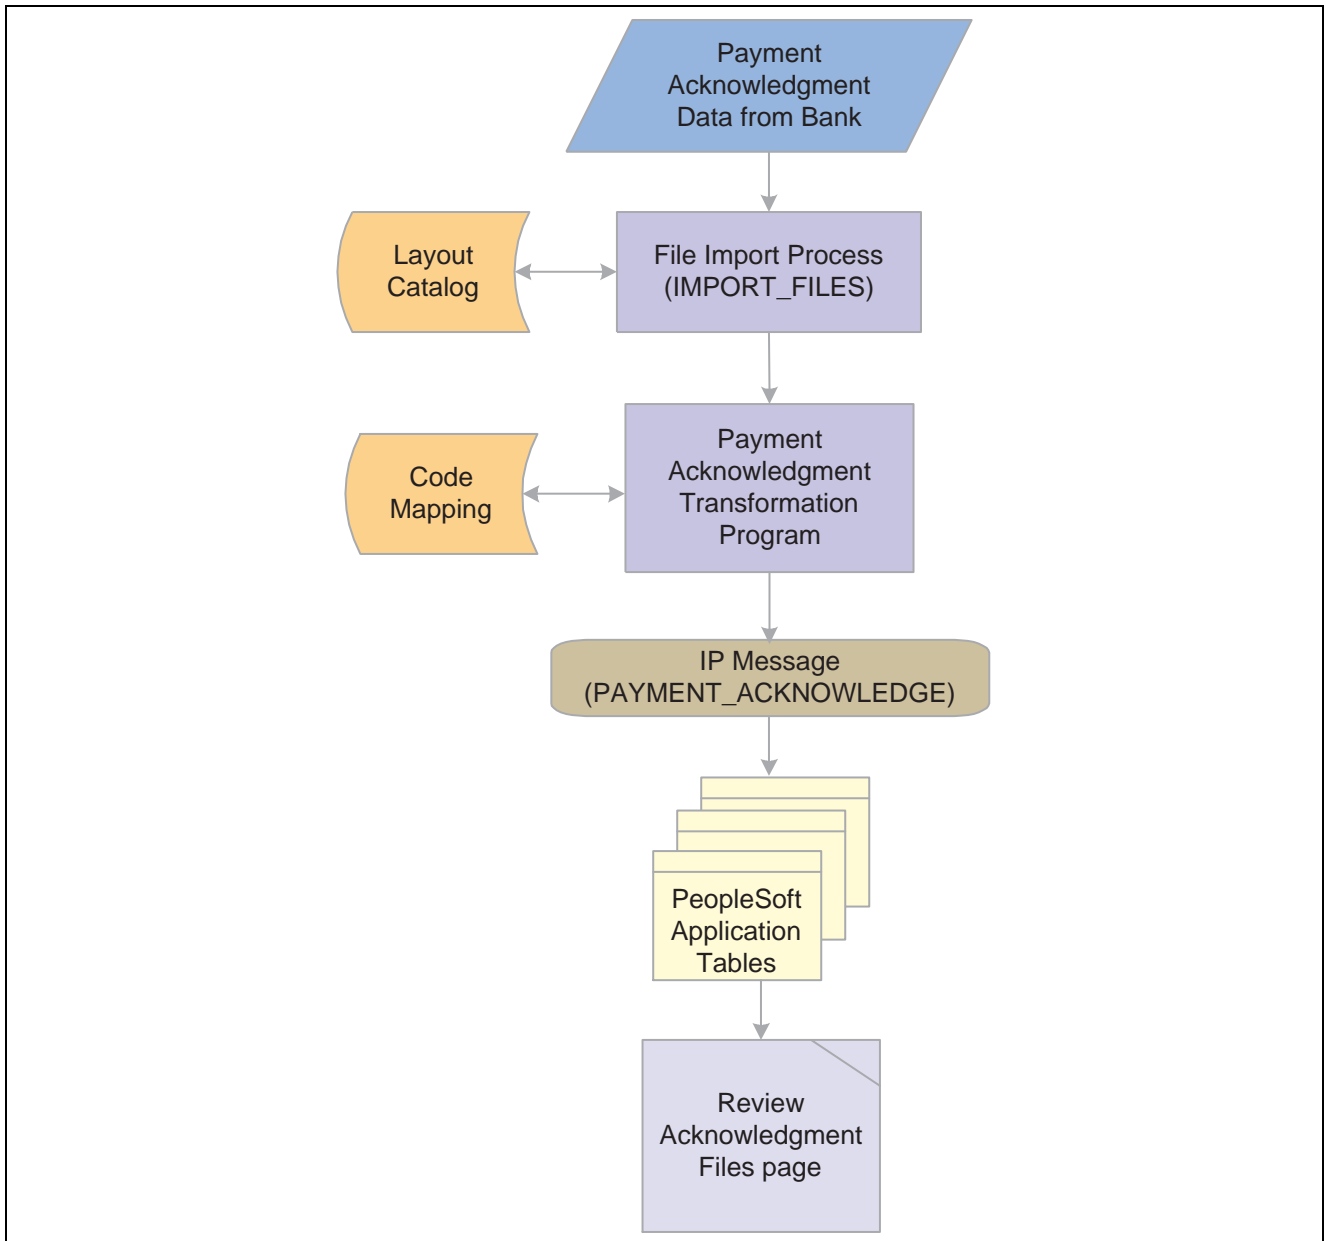 Payment
Acknowledgment
Data from Bank
Layout
Catalog
File Import Process
(IMPORT_FILES)
Code
Mapping
Payment
Acknowledgment
Transformation
Program
IP Message
(PAYMENT_ACKNOWLEDGE)
PeopleSoft
Application
Tables
Review
Acknowledgment
Files page